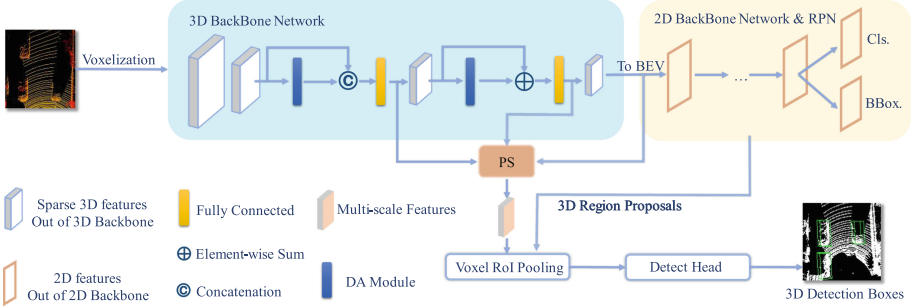 3D BackBone Network
2D BackBone Network & RPN
Voxelization
To BEV
Cls.
BBox.
©
PS
3D Region Proposals
Sparse 3D features
Out of 3D Backbone
Fully Connected
Multi-scale Features
Element-wise Sum
Voxel RoI Pooling
Detect Head
2D features
Out of 2D Backbone
© Concatenation
DA Module
3D Detection Boxes